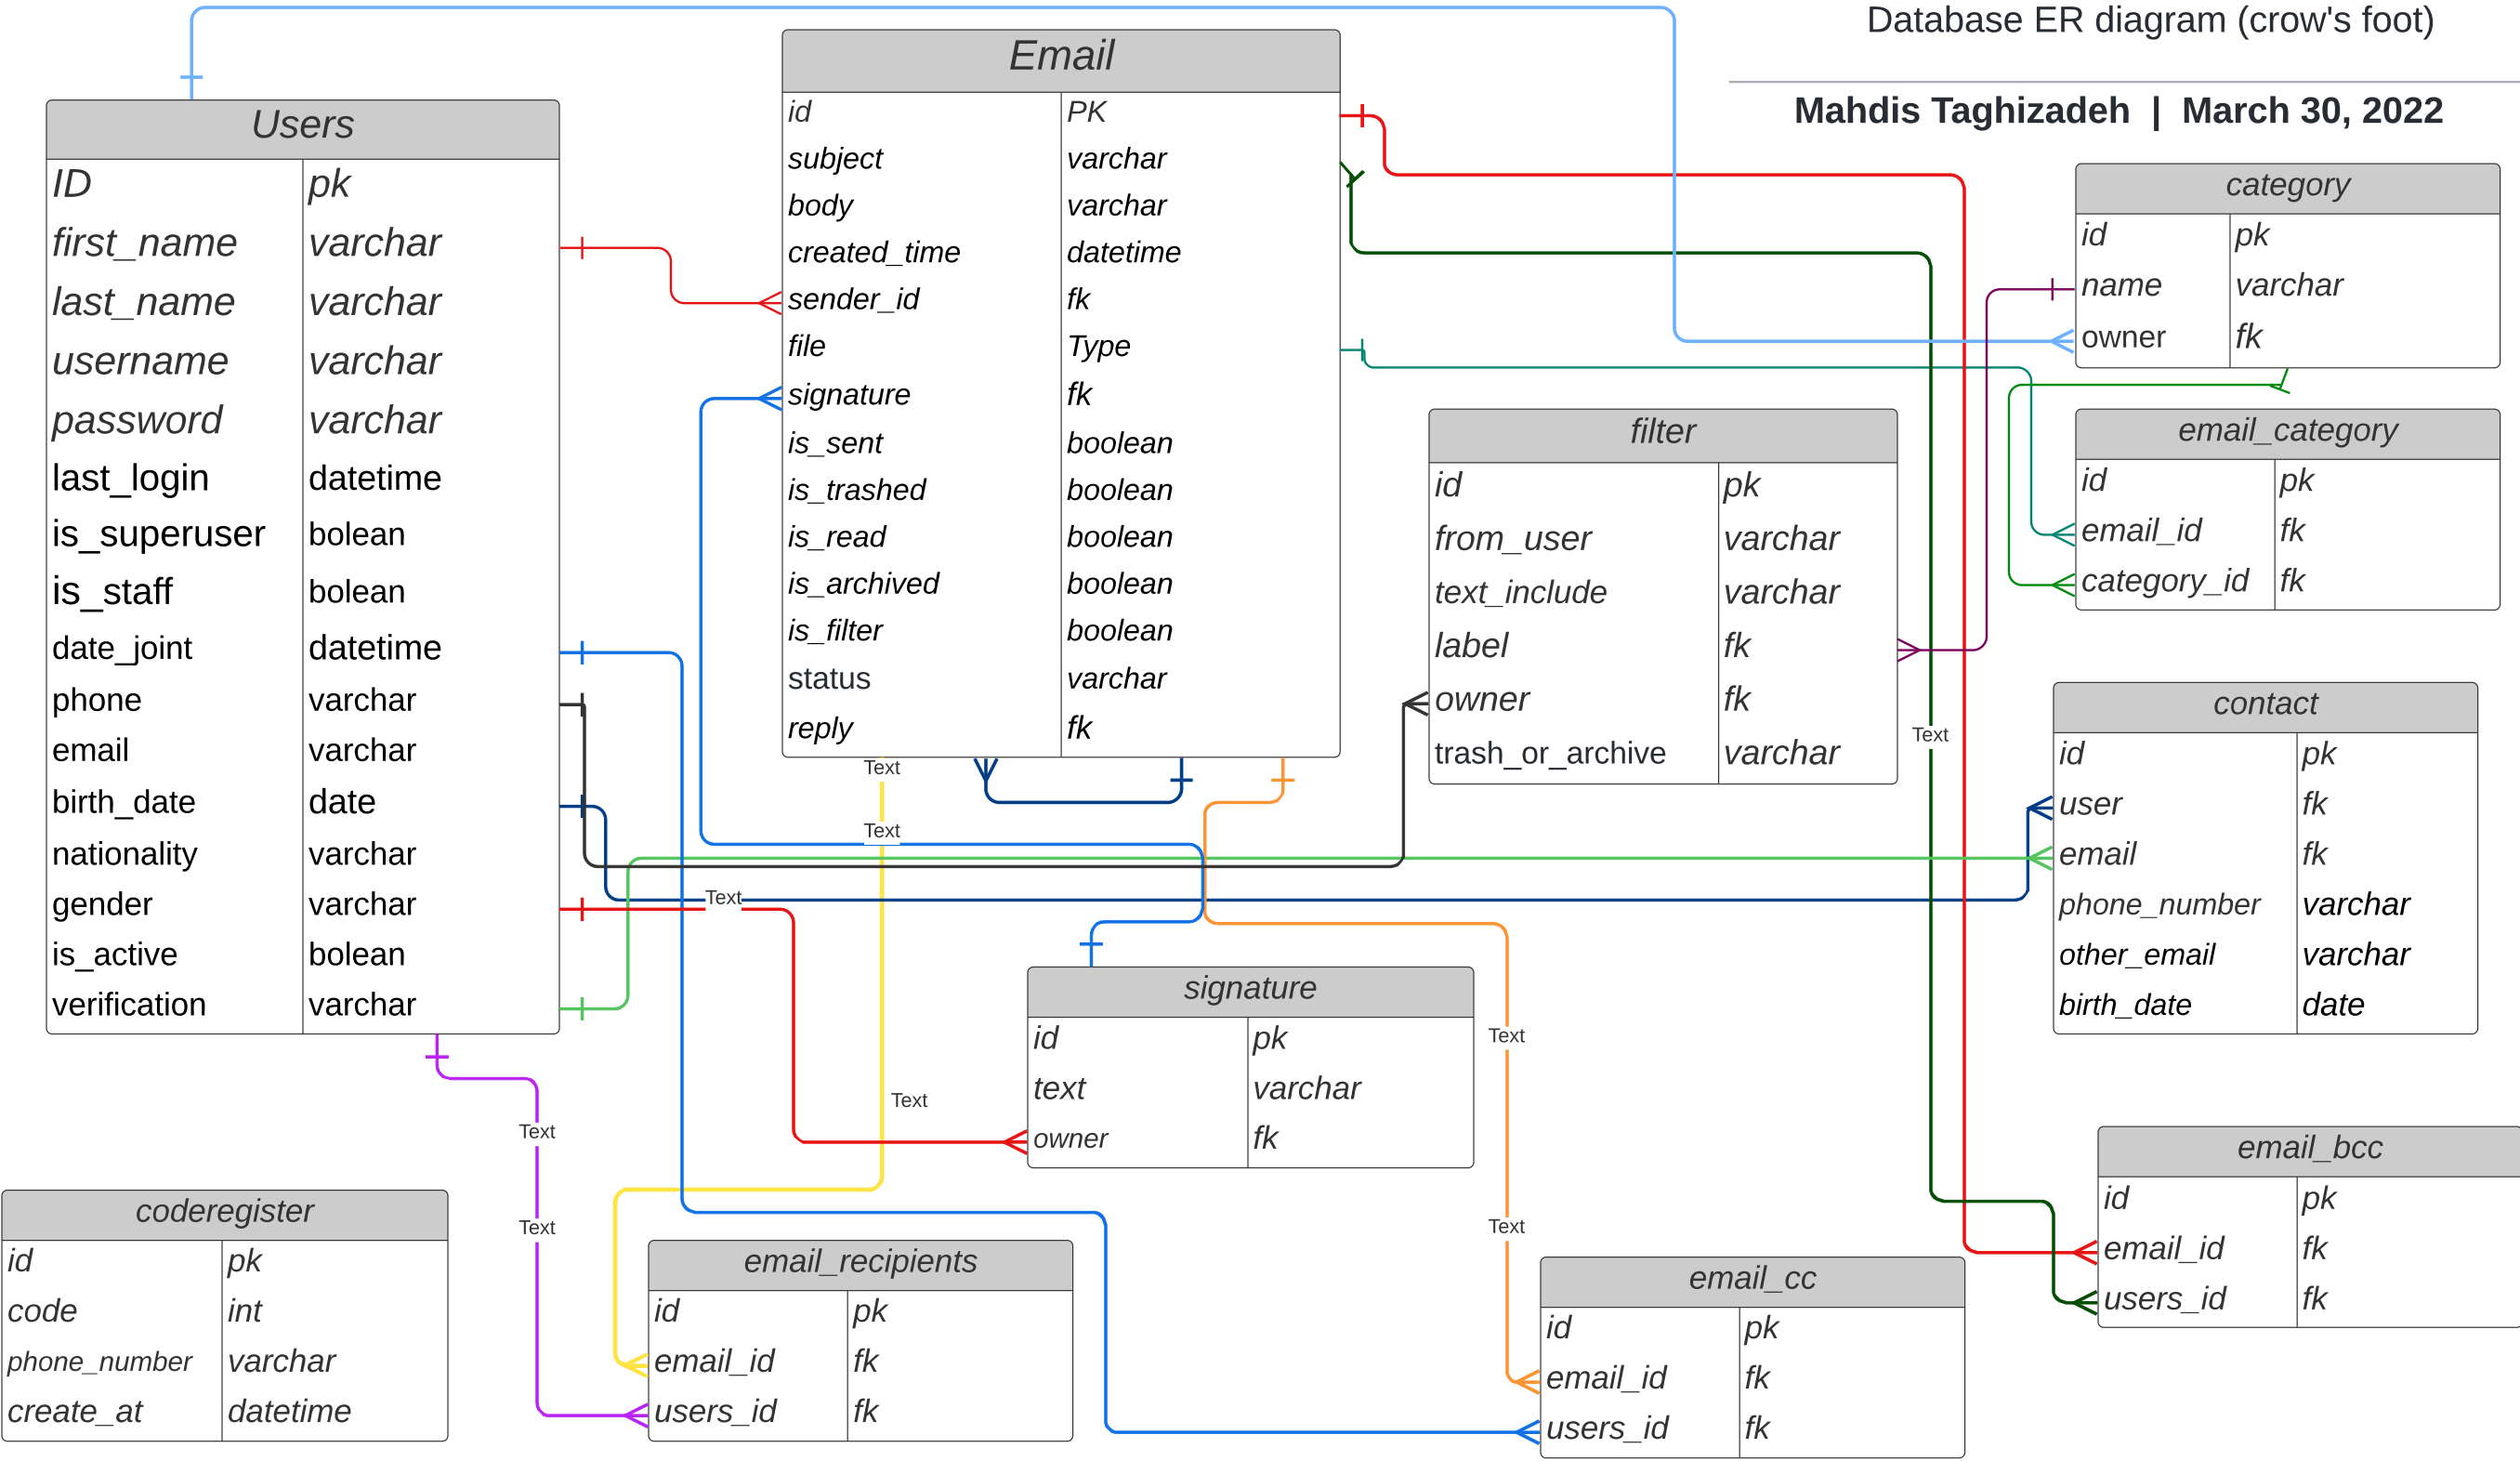 Database ER diagram (crow's foot)
Mahdis Taghizadeh | March 30, 2022
Users
ID pk
first_name varchar
last_name varchar
username varchar
password varchar
last_login datetime
is_superuser bolean
is_staff bolean
date_joint datetime
phone varchar
email varchar
birth_date date
nationality varchar
gender varchar
is_active bolean
verification varchar
Email
id PK
subject varchar
body varchar
created_time datetime
sender_id fk
file Type
signature fk
is_sent boolean
is_trashed boolean
is_read boolean
is_archived boolean
is_filter boolean
status varchar
reply fk
category
id pk
name varchar
owner fk
filter
id pk
from_user varchar
text_include varchar
label fk
owner fk
trash_or_archive varchar
email_category
id pk
email_id fk
category_id fk
contact
id pk
user fk
email fk
phone_number varchar
other_email varchar
birth_date date
Text
Text
Text
Text
Text
Text
Text
Text
Text
signature
id pk
text varchar
owner fk
email_bcc
id pk
email_id fk
users_id fk
coderegister
id pk
code int
phone_number varchar
create_at datetime
email_recipients
id pk
email_id fk
users_id fk
email_cc
id pk
email_id fk
users_id fk